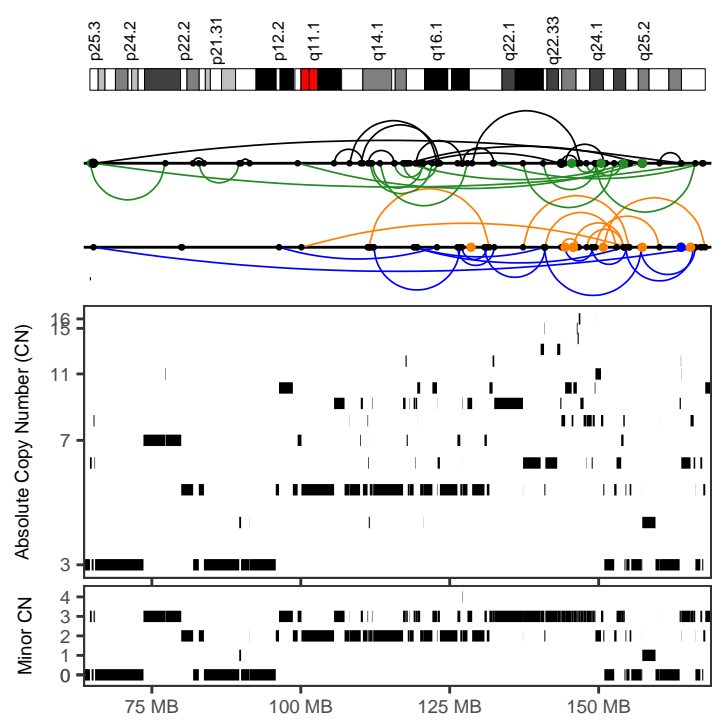 p25.3 p24.2 p22.2 p21.31 p12.2 q11.1 q14.1 q16.1 q22.1 q22.33 q24.1 q25.2
Absolute Copy Number (CN)
16
15
11
7
3
Minor CN
4
3
2
1
0
75 MB 100 MB 125 MB 150 MB